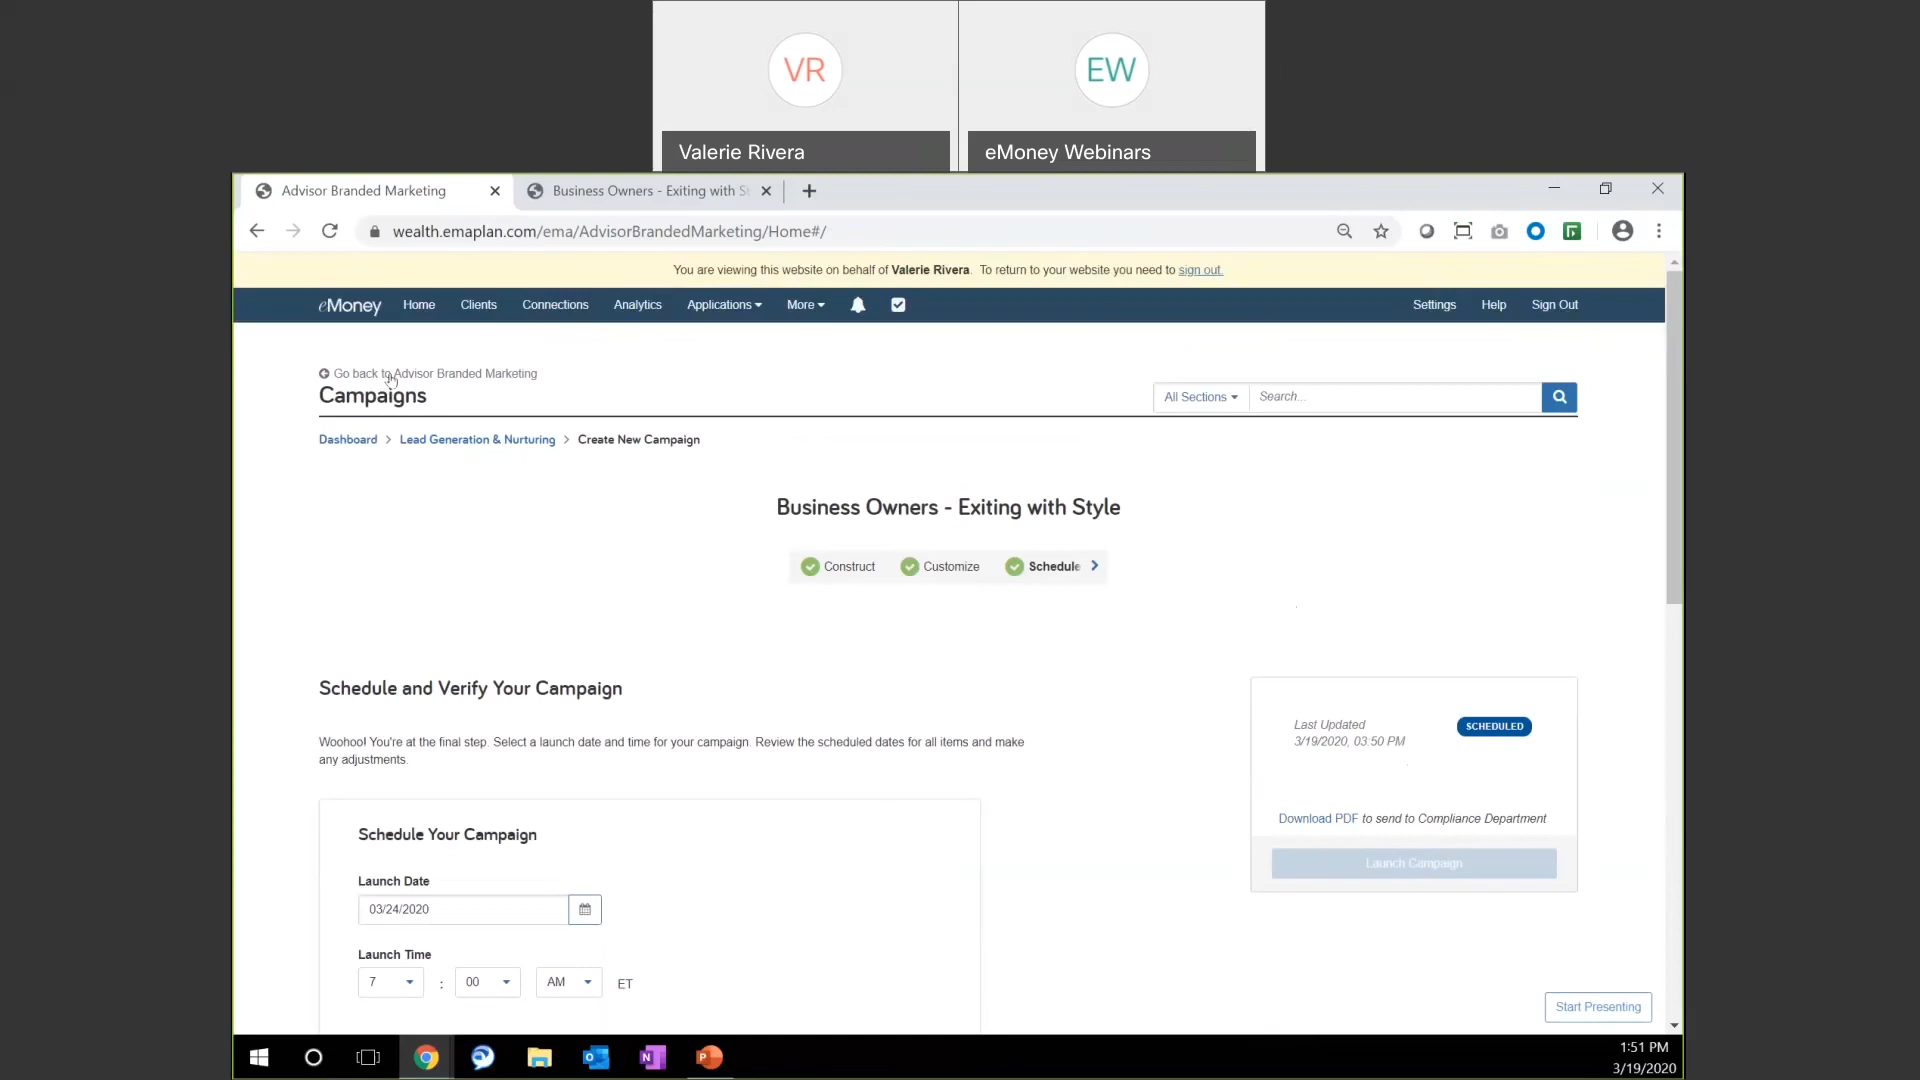 VR
EW
Valerie Rivera
eMoney Webinars
Advisor Branded Marketing
Business Owners - Exiting with St
wealth.emaplan.com/ema/AdvisorBrandedMarketing/Home#/
You are viewing this website on behalf of Valerie Rivera. To return to your website you need to sign out.
eMoney Home Clients Connections Analytics Applications More Settings Help Sign Out
Go back to Advisor Branded Marketing
Campaigns
All Sections Search...
Dashboard > Lead Generation & Nurturing > Create New Campaign
Business Owners - Exiting with Style
Construct Customize Schedule
Schedule and Verify Your Campaign
Woohoo! You're at the final step. Select a launch date and time for your campaign. Review the scheduled dates for all items and make
any adjustments.
Last Updated
3/19/2020, 03:50 PM
SCHEDULED
Download PDF to send to Compliance Department
Launch Campaign
Schedule Your Campaign
Launch Date
03/24/2020
Launch Time
7 : 00 AM ET
Start Presenting
1:51 PM
3/19/2020